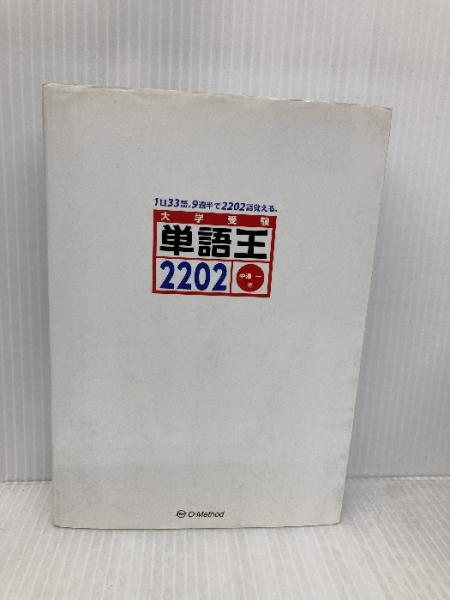 1日33語、9週半で2202語覚える。
大学受験
単語王
2202
中澤 一
著
O-Method